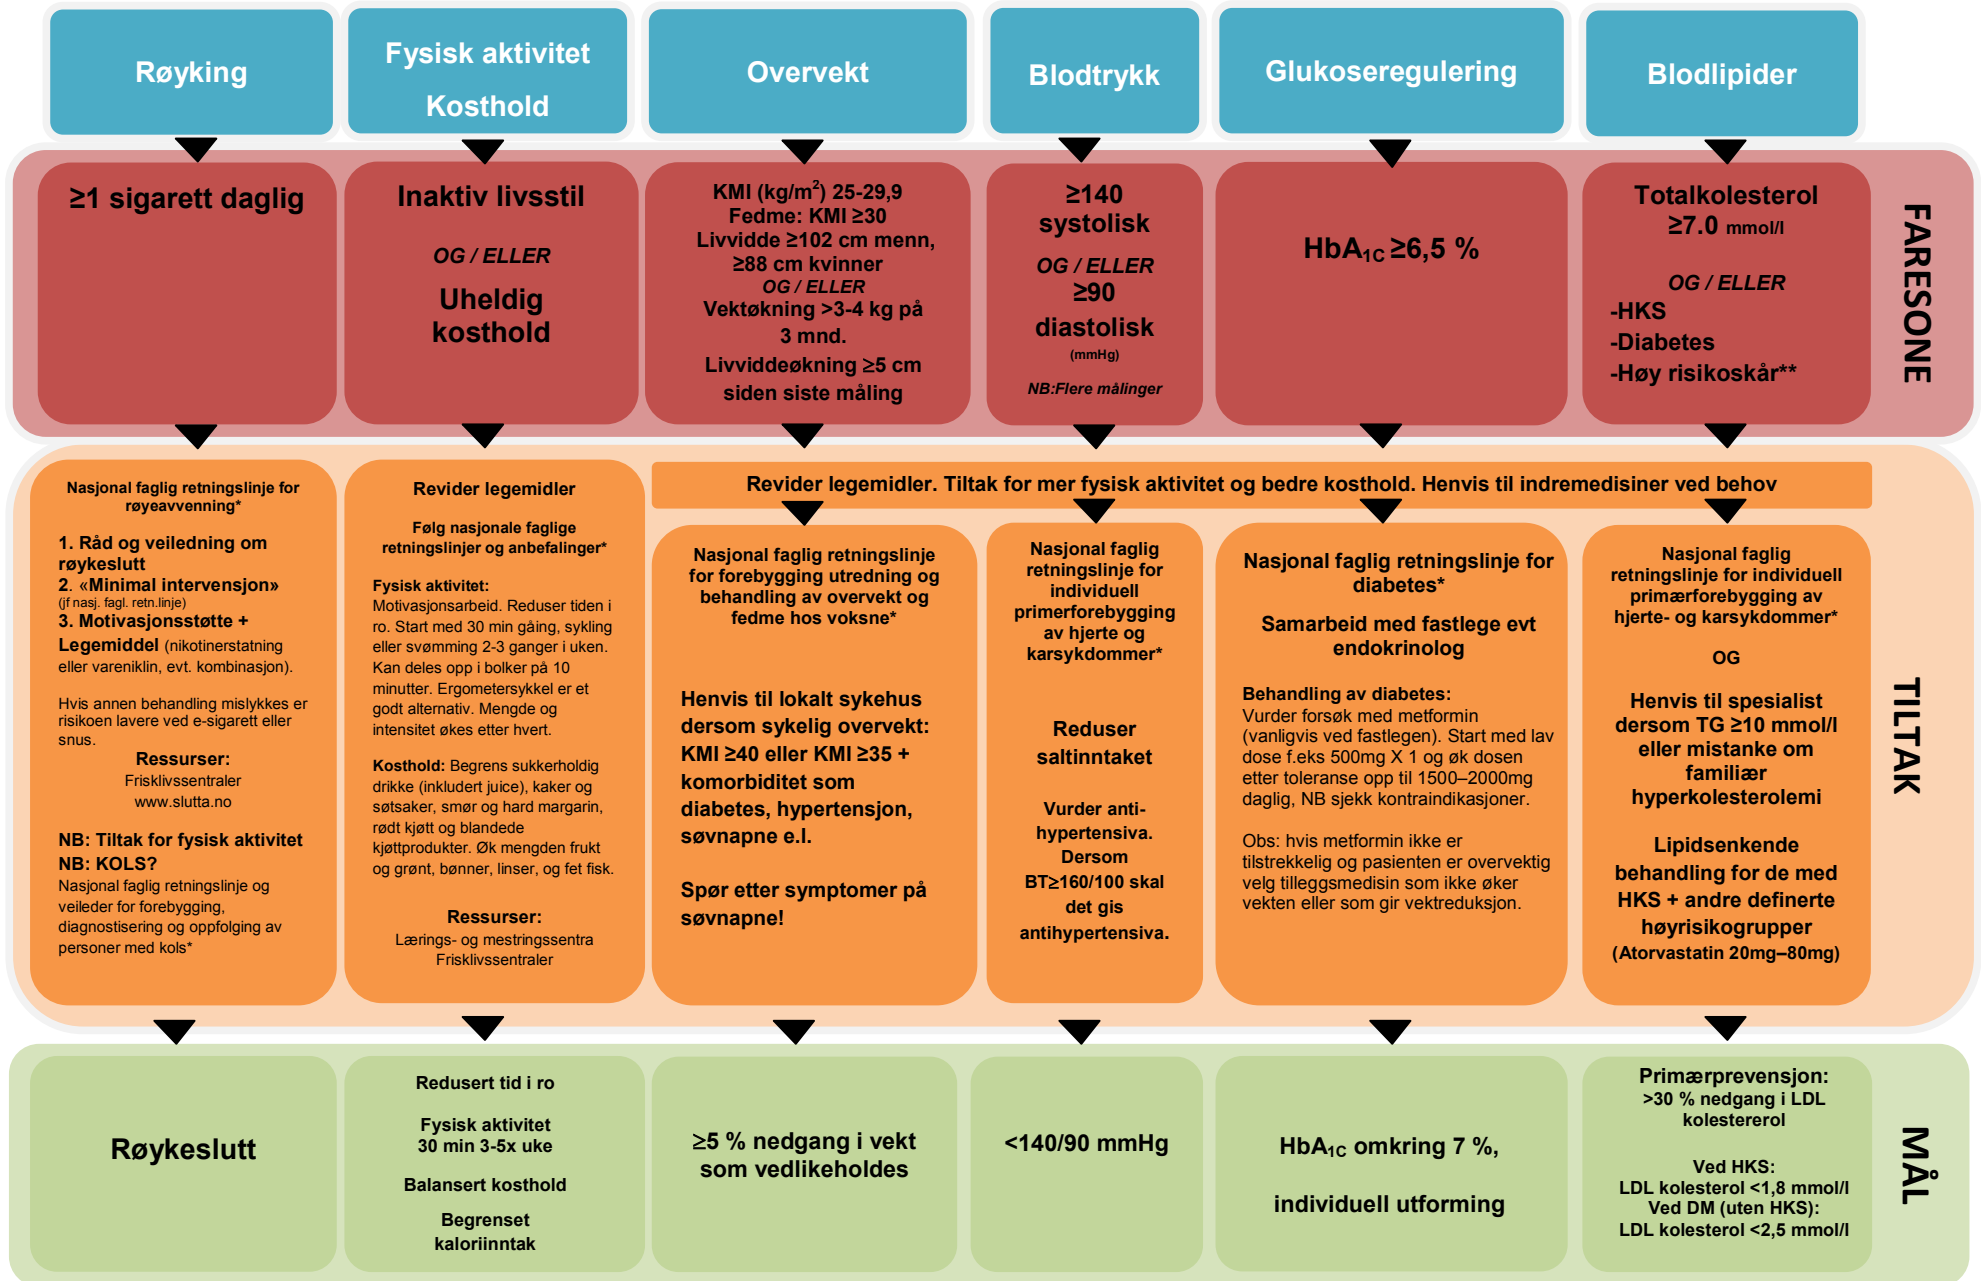 Røyking
Fysisk aktivitet
Kosthold
Overvekt
Blodtrykk
Glukoseregulering
Blodlipider
≥1 sigarett daglig
Inaktiv livsstil
OG / ELLER
Uheldig
kosthold
KMI (kg/m²) 25-29,9
Fedme: KMI ≥30
Livvidde ≥102 cm menn,
≥88 cm kvinner
OG / ELLER
Vektøkning >3-4 kg på
3 mnd.
Livviddeøkning ≥5 cm
siden siste måling
≥140
systolisk
OG / ELLER
≥90
diastolisk
(mmHg)
NB:Flere målinger
HbA1C ≥6,5 %
Totalkolesterol
≥7.0 mmol/l
OG / ELLER
-HKS
-Diabetes
-Høy risikoskår**
FARESONE
Nasjonal faglig retningslinje for
røyeavvenning*
1. Råd og veiledning om
røykeslutt
2. «Minimal intervensjon»
(jf nasj. fagl. retn.linje)
3. Motivasjonsstøtte +
Legemiddel (nikotinerstatning
eller vareniklin, evt. kombinasjon).
Hvis annen behandling mislykkes er
risikoen lavere ved e-sigarett eller
snus.
Ressurser:
Frisklivssentraler
www.slutta.no
NB: Tiltak for fysisk aktivitet
NB: KOLS?
Nasjonal faglig retningslinje og
veileder for forebygging,
diagnostisering og oppfolging av
personer med kols*
Revider legemidler
Følg nasjonale faglige
retningslinjer og anbefalinger*
Fysisk aktivitet:
Motivasjonsarbeid. Reduser tiden i
ro. Start med 30 min gåing, sykling
eller svømming 2-3 ganger i uken.
Kan deles opp i bolker på 10
minutter. Ergometersykkel er et
godt alternativ. Mengde og
intensitet økes etter hvert.
Kosthold: Begrens sukkerholdig
drikke (inkludert juice), kaker og
søtsaker, smør og hard margarin,
rødt kjøtt og blandede
kjøttprodukter. Øk mengden frukt
og grønt, bønner, linser, og fet fisk.
Ressurser:
Lærings- og mestringssentra
Frisklivssentraler
Revider legemidler. Tiltak for mer fysisk aktivitet og bedre kosthold. Henvis til indremedisiner ved behov
Nasjonal faglig retningslinje
for forebygging utredning og
behandling av overvekt og
fedme hos voksne*
Henvis til lokalt sykehus
dersom sykelig overvekt:
KMI ≥40 eller KMI ≥35 +
komorbiditet som
diabetes, hypertensjon,
søvnapne e.l.
Spør etter symptomer på
søvnapne!
Nasjonal faglig
retningslinje for
individuell
primerforebygging
av hjerte og
karsykdommer*
Reduser
saltinntaket
Vurder anti-
hypertensiva.
Dersom
BT≥160/100 skal
det gis
antihypertensiva.
Nasjonal faglig retningslinje for
diabetes*
Samarbeid med fastlege evt
endokrinolog
Behandling av diabetes:
Vurder forsøk med metformin
(vanligvis ved fastlegen). Start med lav
dose f.eks 500mg X 1 og øk dosen
etter toleranse opp til 1500–2000mg
daglig, NB sjekk kontraindikasjoner.
Obs: hvis metformin ikke er
tilstrekkelig og pasienten er overvektig
velg tilleggsmedisin som ikke øker
vekten eller som gir vektreduksjon.
Nasjonal faglig
retningslinje for individuell
primærforebygging av
hjerte- og karsykdommer*
OG
Henvis til spesialist
dersom TG ≥10 mmol/l
eller mistanke om
familiær
hyperkolesterolemi
Lipidsenkende
behandling for de med
HKS + andre definerte
høyrisikogrupper
(Atorvastatin 20mg–80mg)
TILTAK
Røykeslutt
Redusert tid i ro
Fysisk aktivitet
30 min 3-5x uke
Balansert kosthold
Begrenset
kaloriinntak
≥5 % nedgang i vekt
som vedlikeholdes
<140/90 mmHg
HbA1C omkring 7 %,
individuell utforming
Primærprevensjon:
>30 % nedgang i LDL
kolestererol
Ved HKS:
LDL kolesterol <1,8 mmol/l
Ved DM (uten HKS):
LDL kolesterol <2,5 mmol/l
MÅL